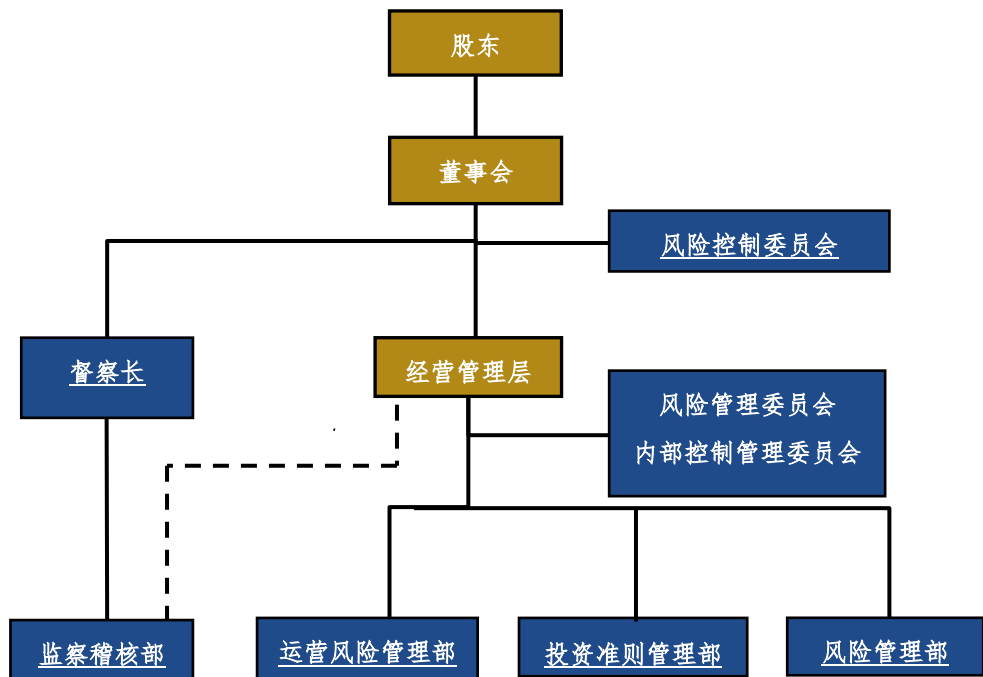 股东
董事会
风险控制委员会
督察长
经营管理层
风险管理委员会
内部控制管理委员会
监察稽核部
运营风险管理部
投资准则管理部
风险管理部